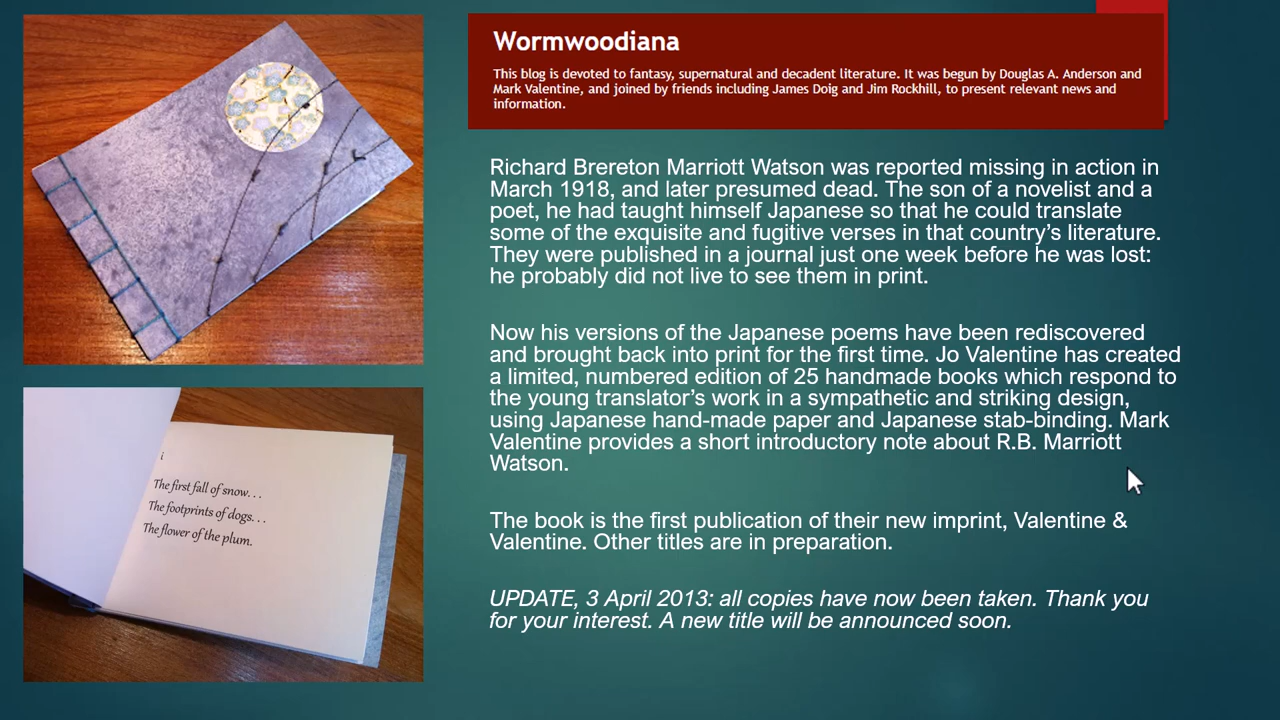 Wormwoodiana
This blog is devoted to fantasy, supernatural and decadent literature. It was begun by Douglas A. Anderson and
Mark Valentine, and joined by friends including James Doig and Jim Rockhill, to present relevant news and
information.
Richard Brereton Marriott Watson was reported missing in action in
March 1918, and later presumed dead. The son of a novelist and a
poet, he had taught himself Japanese so that he could translate
some of the exquisite and fugitive verses in that country’s literature.
They were published in a journal just one week before he was lost:
he probably did not live to see them in print.
Now his versions of the Japanese poems have been rediscovered
and brought back into print for the first time. Jo Valentine has created
a limited, numbered edition of 25 handmade books which respond to
the young translator’s work in a sympathetic and striking design,
using Japanese hand-made paper and Japanese stab-binding. Mark
Valentine provides a short introductory note about R.B. Marriott
Watson.
The book is the first publication of their new imprint, Valentine &
Valentine. Other titles are in preparation.
UPDATE, 3 April 2013: all copies have now been taken. Thank you
for your interest. A new title will be announced soon.
i
The first fall of snow. . .
The footprints of dogs. . .
The flower of the plum.